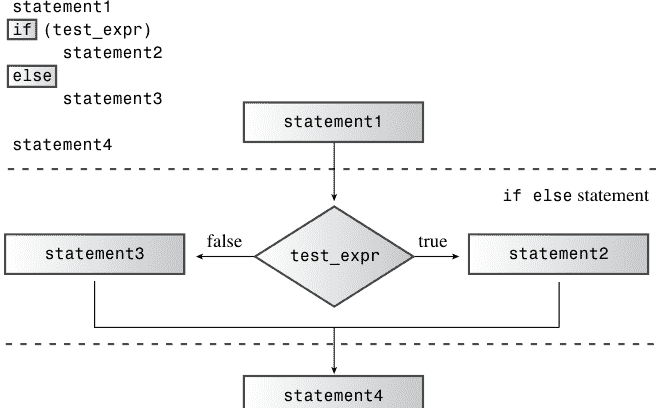 statement1
if (test_expr)
statement2
else
statement3
statement4
statement1
if else statement
false
true
statement3
test_expr
statement2
statement4